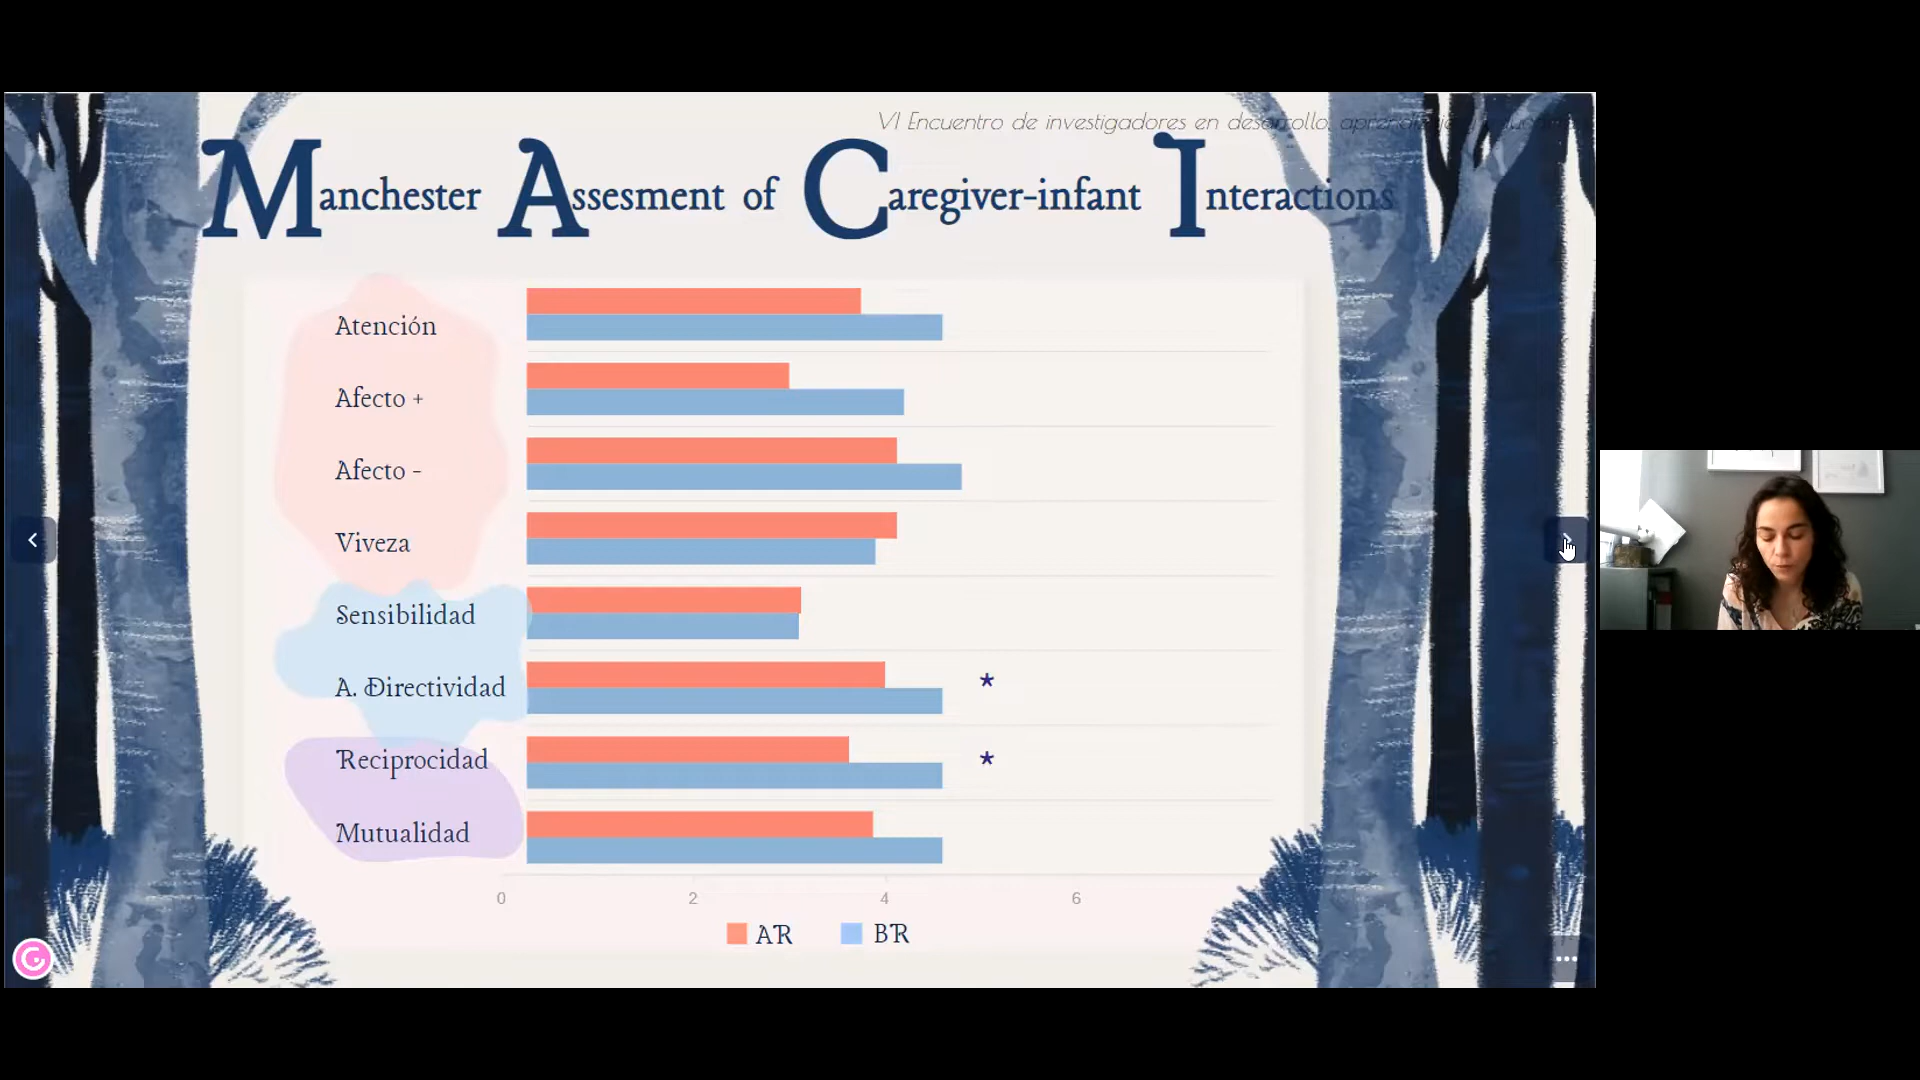 VI Encuentro de investigadores en desarrollo, aprendizaje
Manchester Assesment of Caregiver-infant Interactions
Atención
Afecto +
Afecto -
Viveza
Sensibilidad
A. Directividad
*
Reciprocidad
*
Mutualidad
0 2 4 6
AR BR